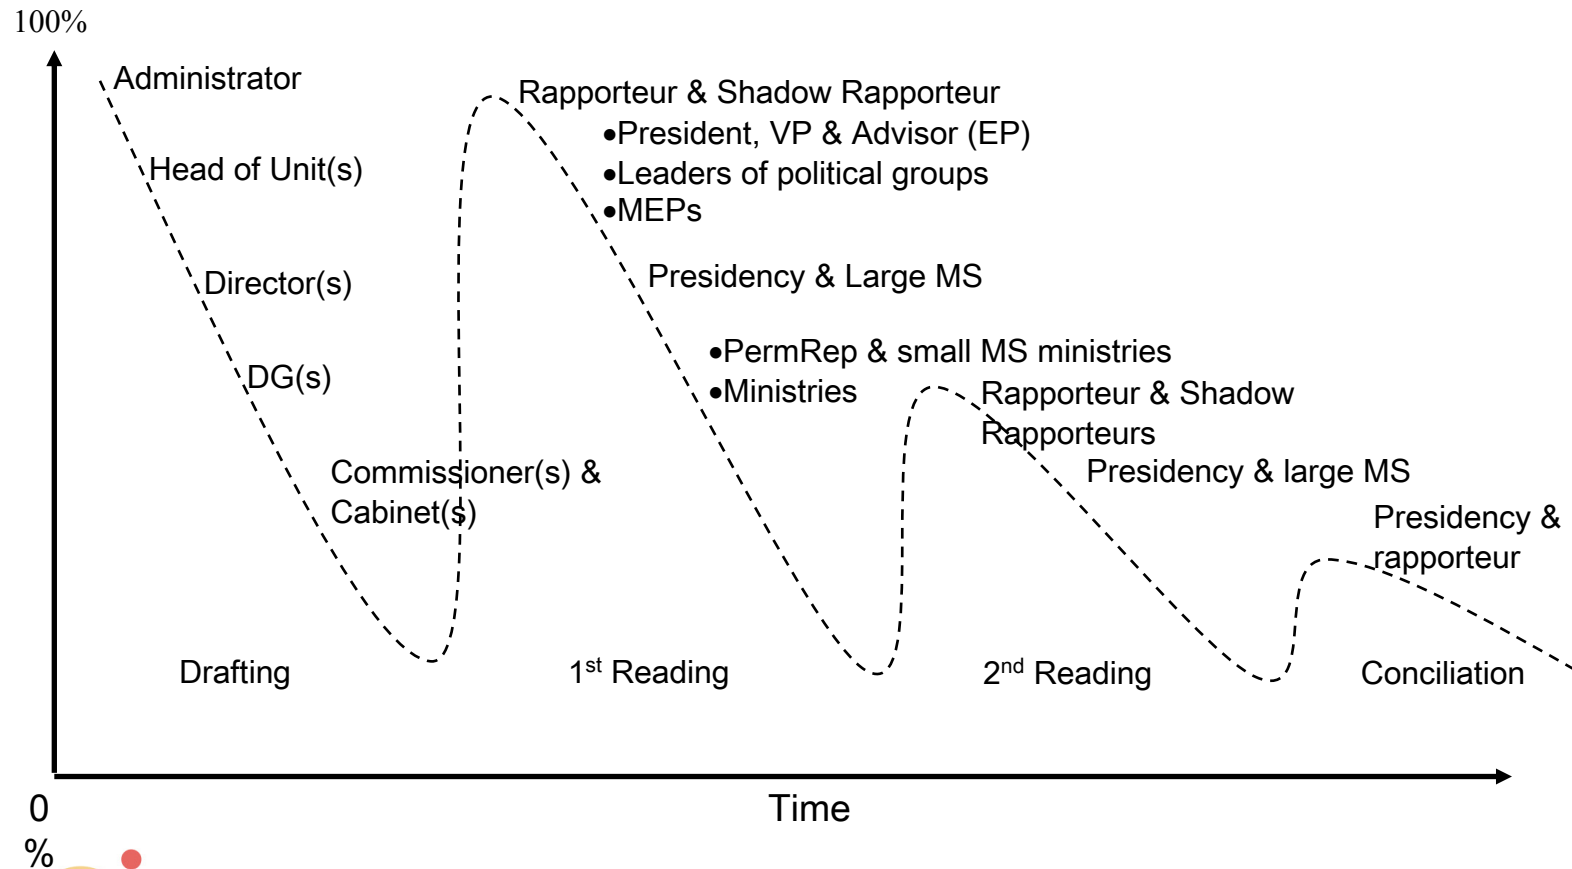 100%
Administrator
Head of Unit(s)
Director(s)
DG(s)
Commissioner(s) &
Cabinet(s)
Rapporteur & Shadow Rapporteur
•President, VP & Advisor (EP)
•Leaders of political groups
•MEPs
Presidency & Large MS
•PermRep & small MS ministries
•Ministries
Rapporteur & Shadow
Rapporteurs
Presidency & large MS
Presidency &
rapporteur
Drafting
1st Reading
2nd Reading
Conciliation
0
%
Time